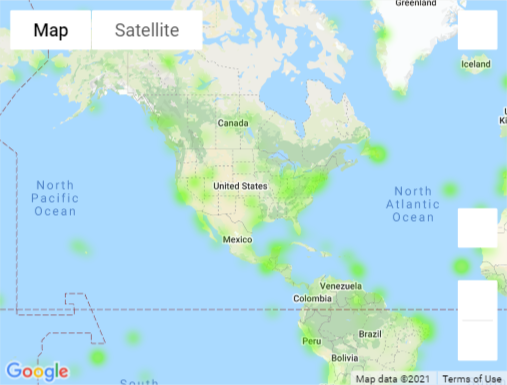 Greenland
Map
Satellite
Iceland
Canada
United States
North
Pacific
Ocean
North
Atlantic
Ocean
Mexico
Venezuela
Colombia
Brazil
Peru
Bolivia
South
Google
Map data ©2021
Terms of Use